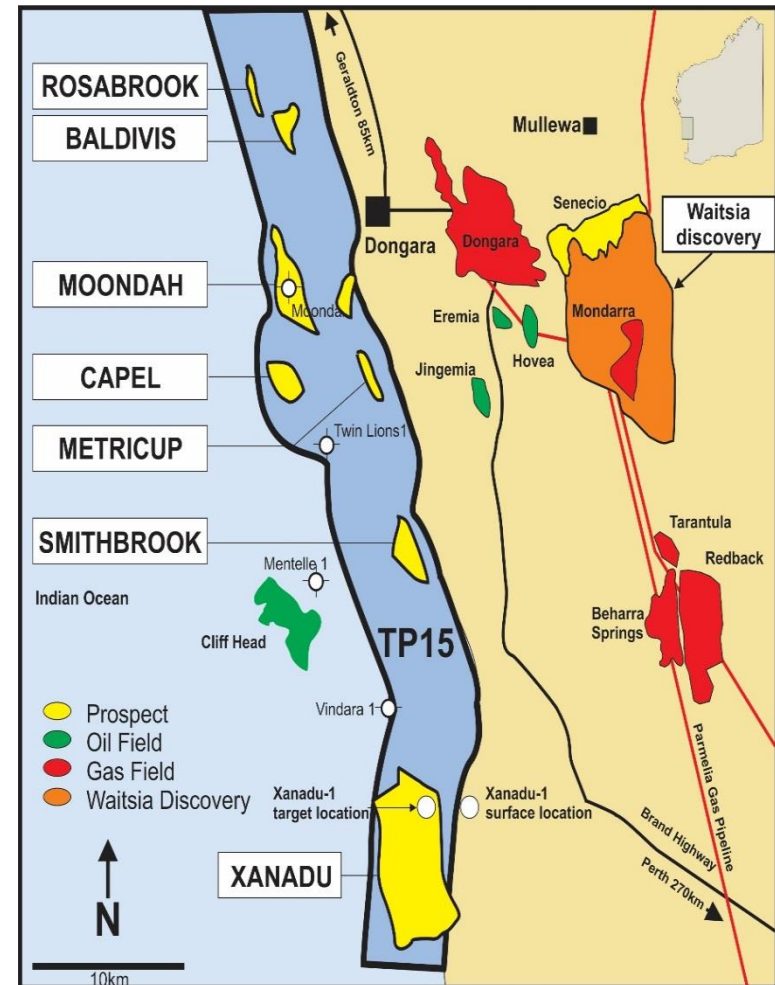 ROSABROOK
BALDIVIS
MOONDAH
CAPEL
METRICUP
SMITHBROOK
Indian Ocean
Geraldton 85km
Mullewa
Dongara
Dongara
Senecio
Waitsia
discovery
Mondarra
Eremia
Hovea
Jingemia
Moonda
Twin Lions1
Mentelle 1
Cliff Head
TP15
Vindara 1
Tarantula
Redback
Beharra
Springs
Parmelia Gas Pipeline
Brand Highway
Perth 270km
Xanadu-1
target location
Xanadu-1
surface location
XANADU
Prospect
Oil Field
Gas Field
Waitsia Discovery
N
10km